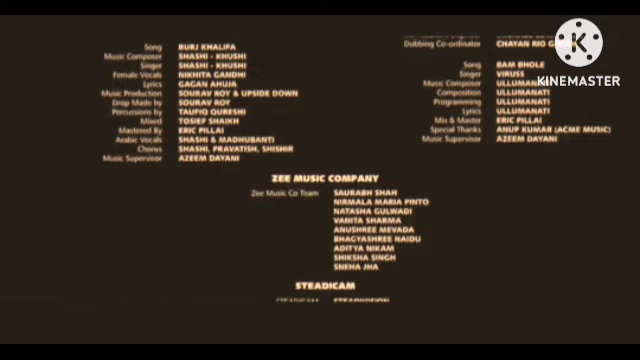 Song BURJ KHALIFA
Music Composer SHASHI - KHUSHI
Singer SHASHI - KHUSHI
Female Vocals NIKHITA GANDHI
Lyrics GAGAN AHUJA
Music Production SOURAV ROY & UPSIDE DOWN
Drop Made by SOURAV ROY
Percussions by TAUFIQ QURESHI
Mixed TOSIEF SHAIKH
Mastered By ERIC PILLAI
Arabic Vocals SHASHI & MADHUBANTI
Chorus SHASHI, PRAVATISH, SHISHIR
Music Supervisor AZEEM DAYANI
Dubbing Co-ordinator CHAYAN RIO
Song BAM BHOLE
Singer VIRUSS
Music Composer ULLUMANATI
Composition ULLUMANATI
Programming ULLUMANATI
Lyrics ULLUMANATI
Mix & Master ERIC PILLAI
Special Thanks ANUP KUMAR (ACME MUSIC)
Music Supervisor AZEEM DAYANI
KINEMASTER
ZEE MUSIC COMPANY
Zee Music Co Team SAURABH SHAH
NIRMALA MARIA PINTO
NATASHA GULWADI
VANITA SHARMA
ANUSHREE MEVADA
BHAGYASHREE NAIDU
ADITYA NIKAM
SHIKSHA SINGH
SNEHA JHA
STEADICAM